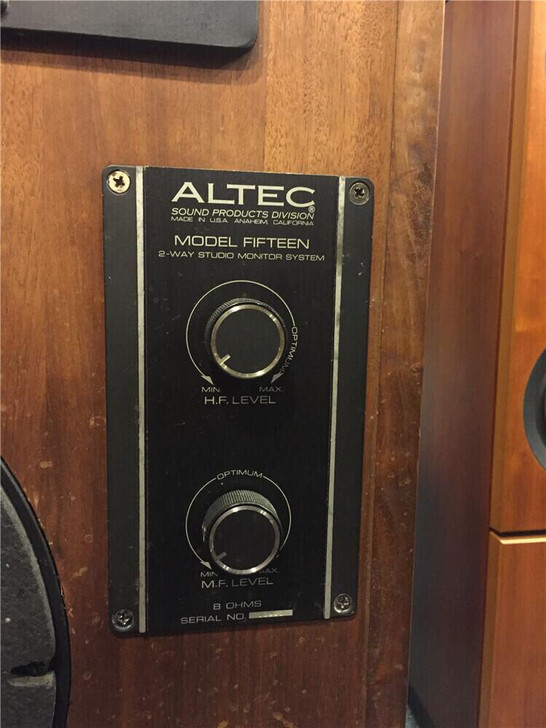 ALTEC®
SOUND PRODUCTS DIVISION
MADE IN U.S.A. ANAHEIM, CALIFORNIA
MODEL FIFTEEN
2-WAY STUDIO MONITOR SYSTEM
OPTIMUM
MIN. MAX.
H.F. LEVEL
OPTIMUM
MIN. MAX.
M.F. LEVEL
8 OHMS
SERIAL NO.